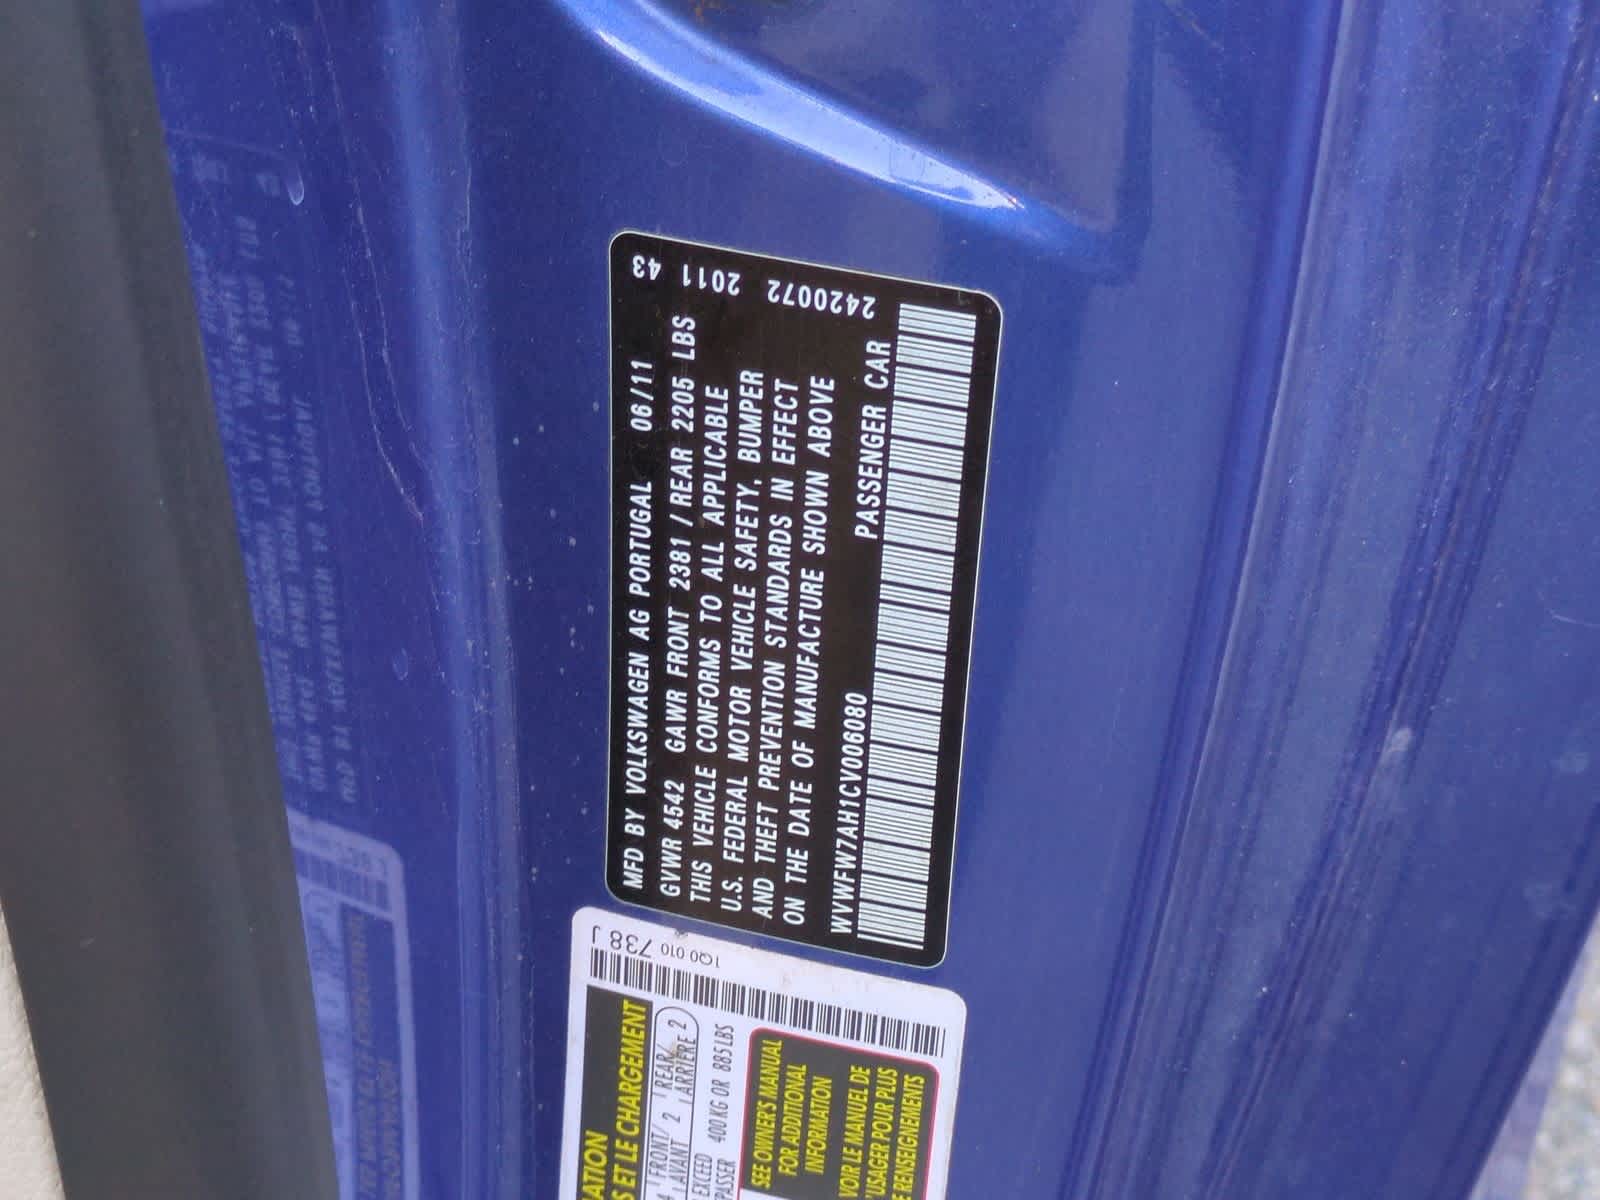 MFD BY VOLKSWAGEN AG PORTUGAL 06/11
GVWR 4542 GAWR FRONT 2381 / REAR 2205 LBS
THIS VEHICLE CONFORMS TO ALL APPLICABLE
U.S. FEDERAL MOTOR VEHICLE SAFETY, BUMPER
AND THEFT PREVENTION STANDARDS IN EFFECT
ON THE DATE OF MANUFACTURE SHOWN ABOVE
WVWFW7AH1CV006080 PASSENGER CAR
2420072 2011 43
1Q0 010 738 J
ATION
S ET LE CHARGEMENT
4 FRONT/ 2 REAR/ 2
AVANT ARRIÈRE
EXCEED 400 KG OR 885 LBS
PASSER
SEE OWNER'S MANUAL
FOR ADDITIONAL
INFORMATION
VOIR LE MANUEL DE
L'USAGER POUR PLUS
DE RENSEIGNEMENTS